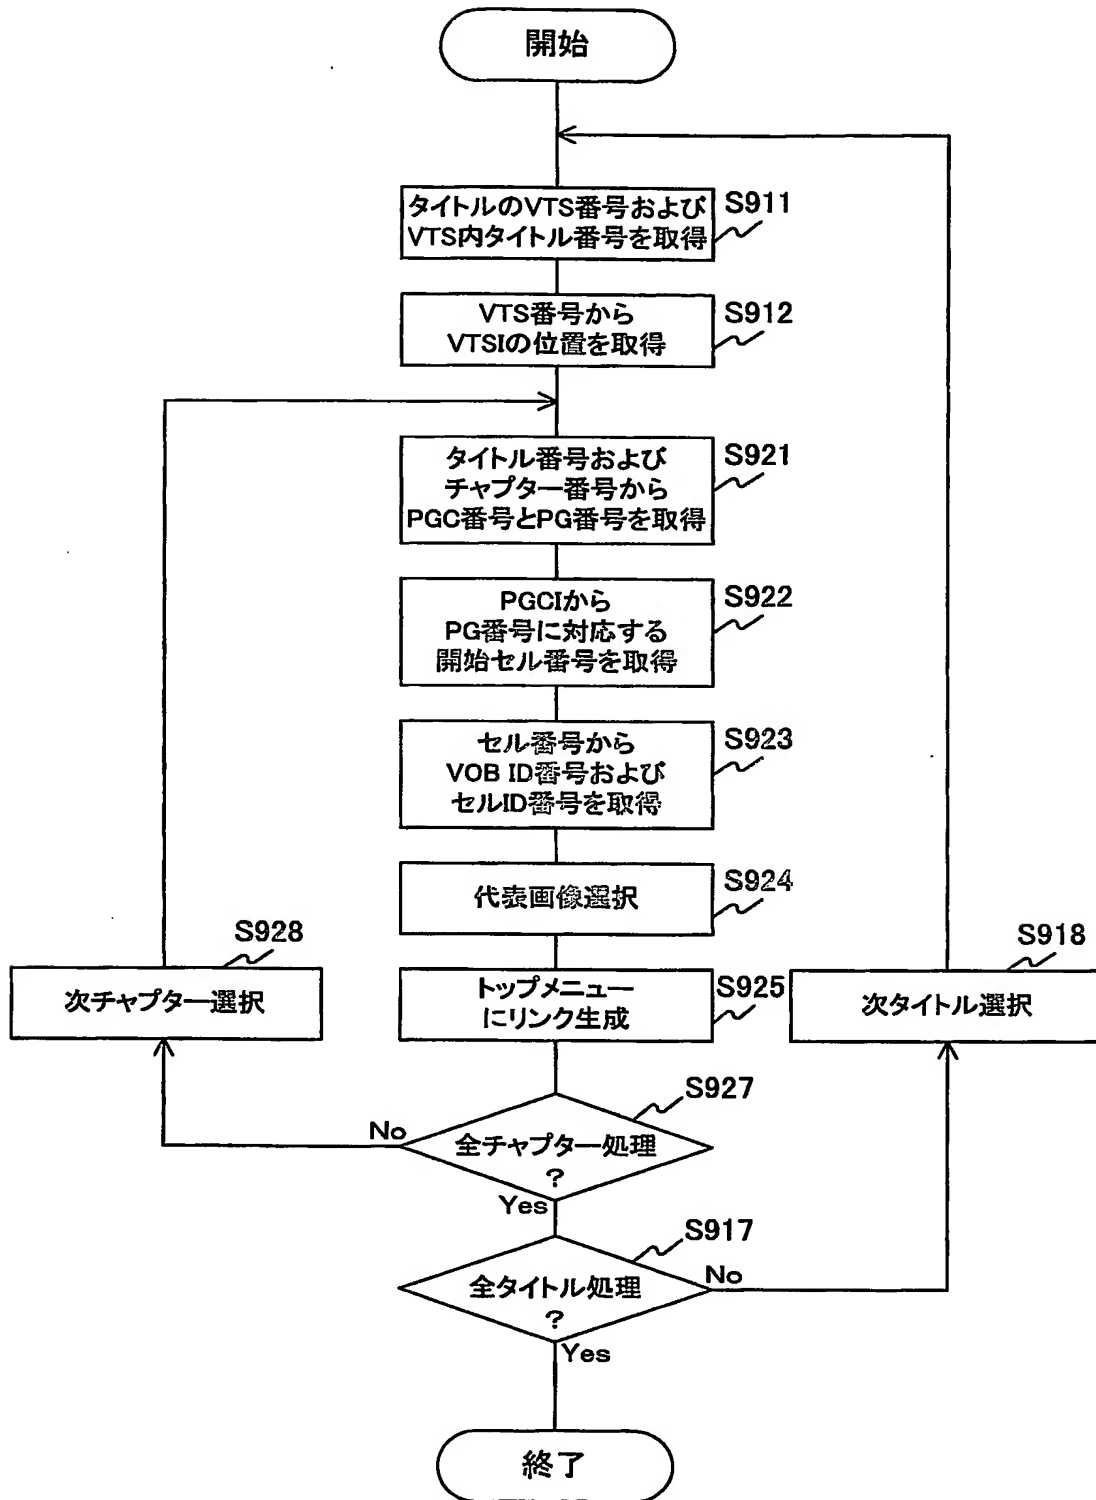 開始
タイトルのVTS番号および
VTS内タイトル番号を取得
S911
VTS番号から
VTSIの位置を取得
S912
タイトル番号および
チャプター番号から
PGC番号とPG番号を取得
S921
PGCIから
PG番号に対応する
開始セル番号を取得
S922
セル番号から
VOB ID番号および
セルID番号を取得
S923
代表画像選択
S924
S928
次チャプター選択
トップメニュー
にリンク生成
S925
S918
次タイトル選択
S927
全チャプター処理
?
No
Yes
S917
全タイトル処理
?
No
Yes
終了